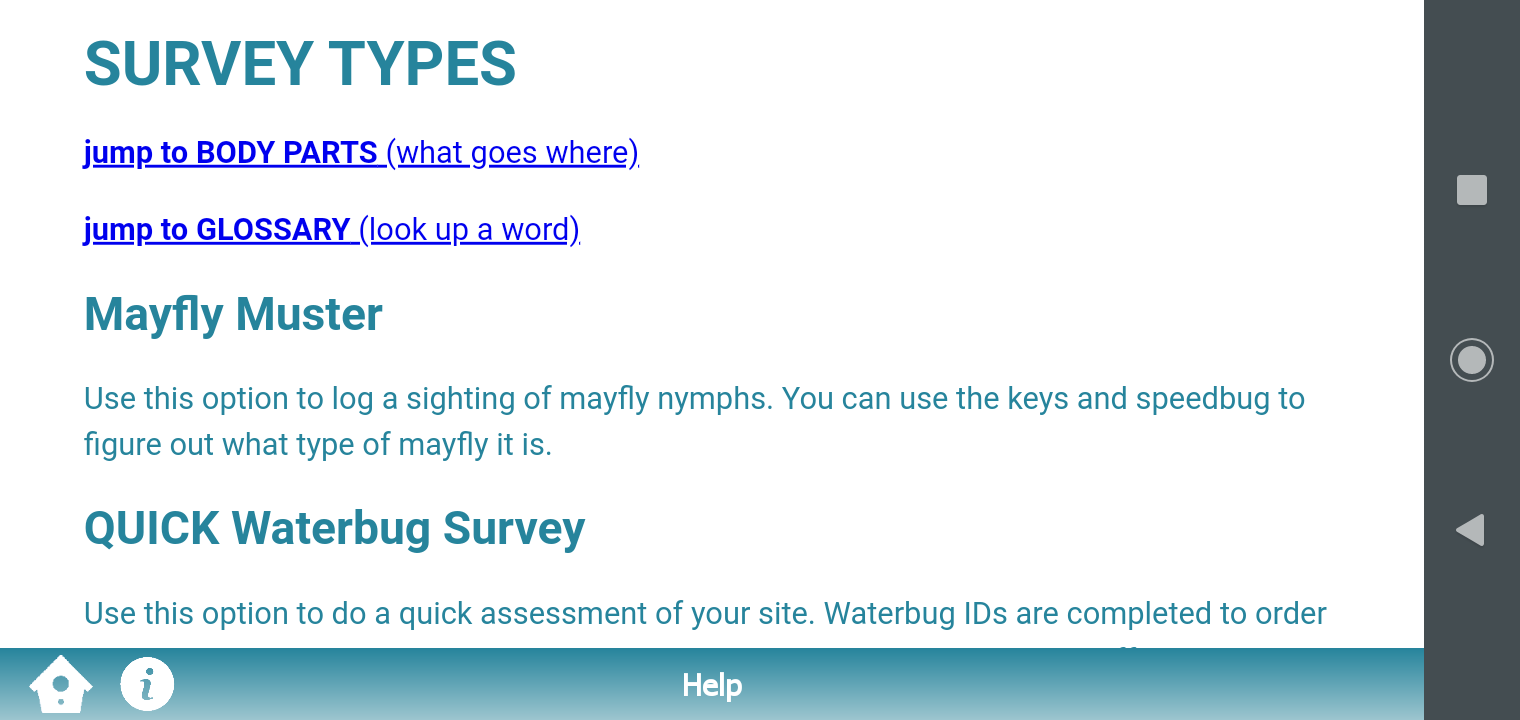 SURVEY TYPES
jump to BODY PARTS (what goes where)
jump to GLOSSARY (look up a word)
Mayfly Muster
Use this option to log a sighting of mayfly nymphs. You can use the keys and speedbug to
figure out what type of mayfly it is.
QUICK Waterbug Survey
Use this option to do a quick assessment of your site. Waterbug IDs are completed to order
Help